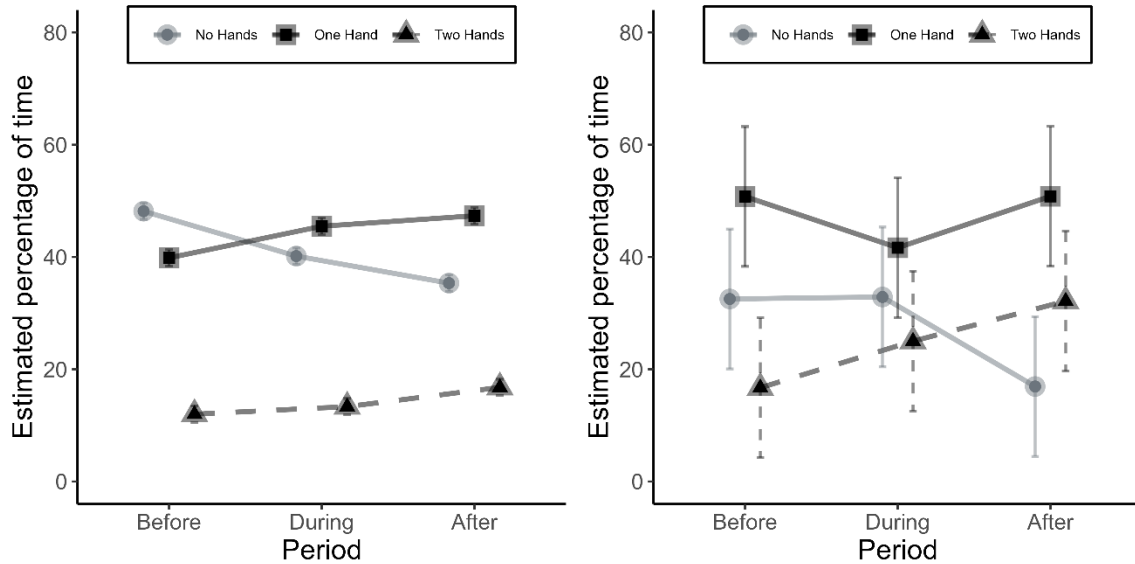 No Hands One Hand Two Hands
Estimated percentage of time
80
60
40
20
0
Before During After
Period
No Hands One Hand Two Hands
Estimated percentage of time
80
60
40
20
0
Before During After
Period